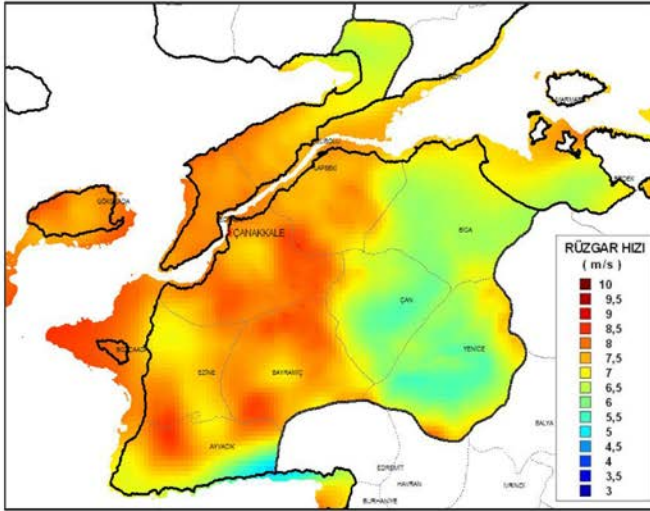 GÖKÇEADA
LAPSEKİ
ÇANAKKALE
BİGA
ÇAN
YENİCE
EZİNE
BAYRAMİÇ
AYVACIK
BALYA
EDREMİT
HAVRAN
İVRİNDİ
BURHANİYE
RÜZGAR HIZI
( m/s )
10
9,5
9
8,5
8
7,5
7
6,5
6
5,5
5
4,5
4
3,5
3